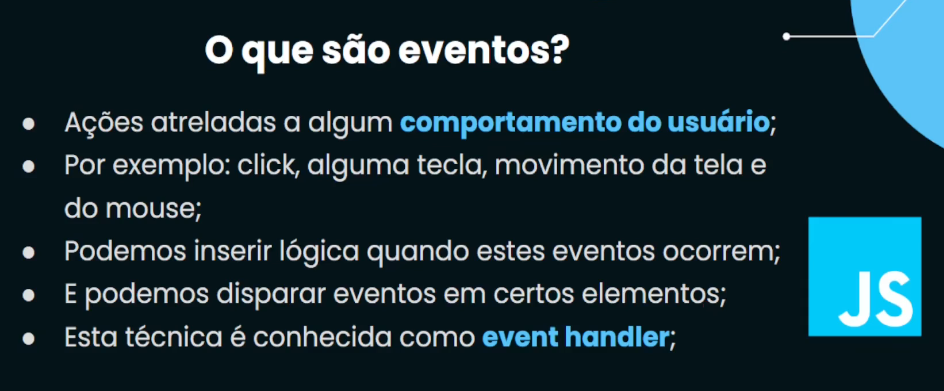 O que são eventos?
● Ações atreladas a algum comportamento do usuário;
● Por exemplo: click, alguma tecla, movimento da tela e
do mouse;
● Podemos inserir lógica quando estes eventos ocorrem;
● E podemos disparar eventos em certos elementos;
● Esta técnica é conhecida como event handler;
JS